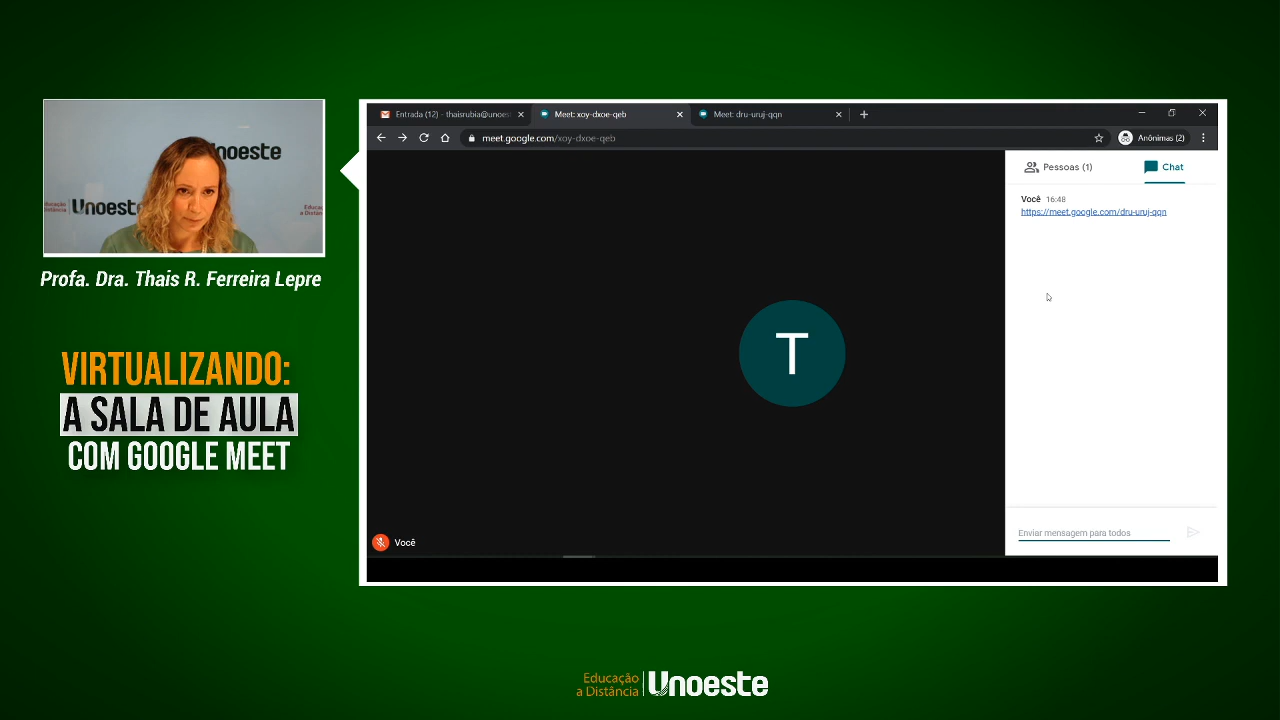 Unoeste
Unoeste
Profa. Dra. Thais R. Ferreira Lepre
VIRTUALIZANDO:
A SALA DE AULA
COM GOOGLE MEET
Entrada (12) - thaisrubia@unoes
Meet: xoy-dxoe-qeb
Meet: dru-uruj-qqn
meet.google.com/xoy-dxoe-qeb
Anônimas (2)
Pessoas (1)
Chat
Você 16:48
https://meet.google.com/dru-uruj-qqn
T
Você
Enviar mensagem para todos
Educação
a Distância
Unoeste